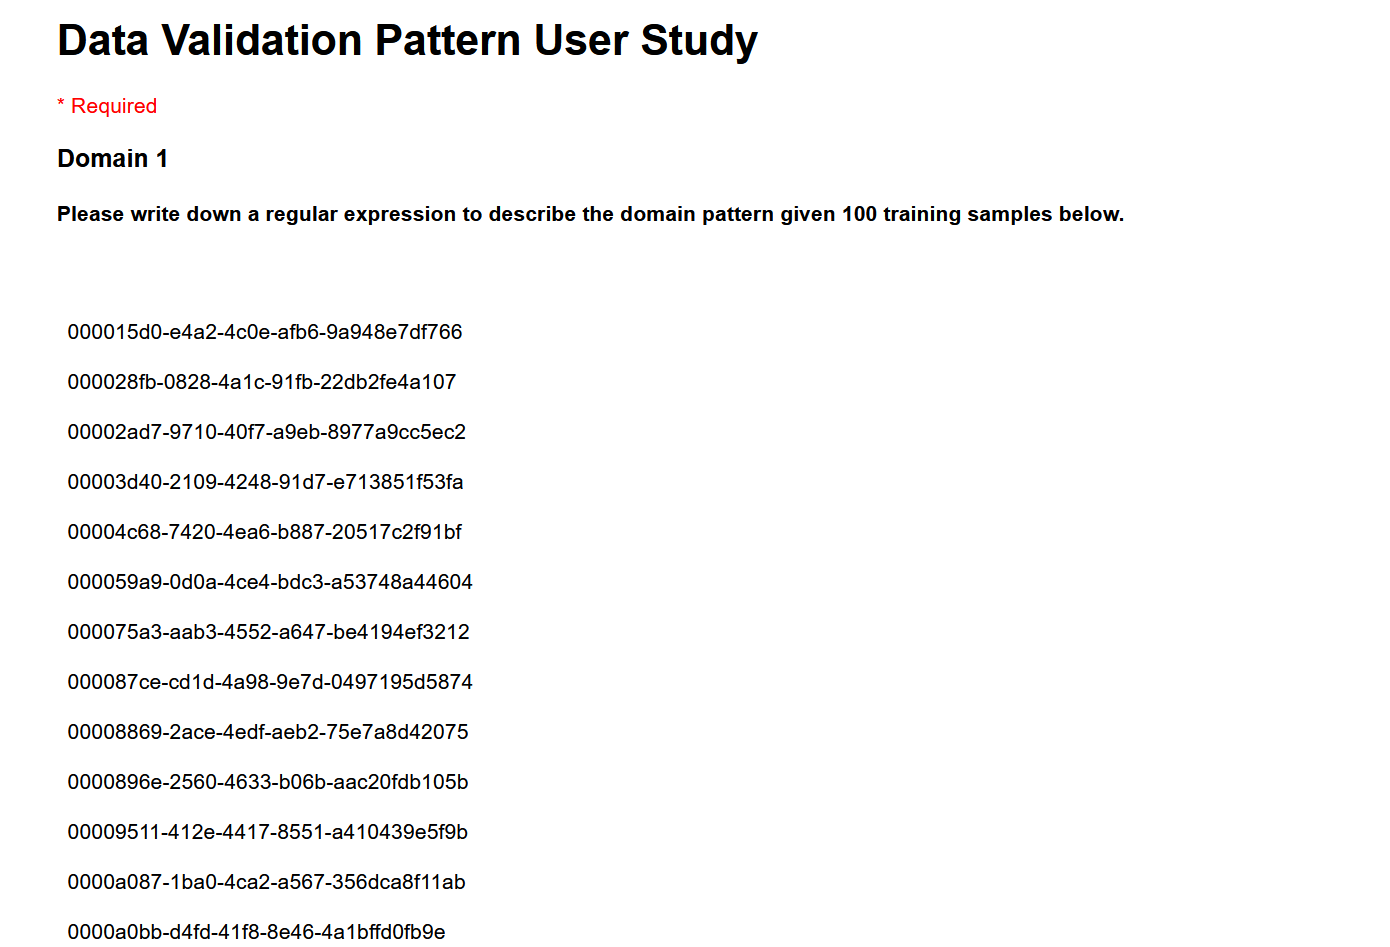 Data Validation Pattern User Study
* Required
Domain 1
Please write down a regular expression to describe the domain pattern given 100 training samples below.
000015d0-e4a2-4c0e-afb6-9a948e7df766
000028fb-0828-4a1c-91fb-22db2fe4a107
00002ad7-9710-40f7-a9eb-8977a9cc5ec2
00003d40-2109-4248-91d7-e713851f53fa
00004c68-7420-4ea6-b887-20517c2f91bf
000059a9-0d0a-4ce4-bdc3-a53748a44604
000075a3-aab3-4552-a647-be4194ef3212
000087ce-cd1d-4a98-9e7d-0497195d5874
00008869-2ace-4edf-aeb2-75e7a8d42075
0000896e-2560-4633-b06b-aac20fdb105b
00009511-412e-4417-8551-a410439e5f9b
0000a087-1ba0-4ca2-a567-356dca8f11ab
0000a0bb-d4fd-41f8-8e46-4a1bffd0fb9e